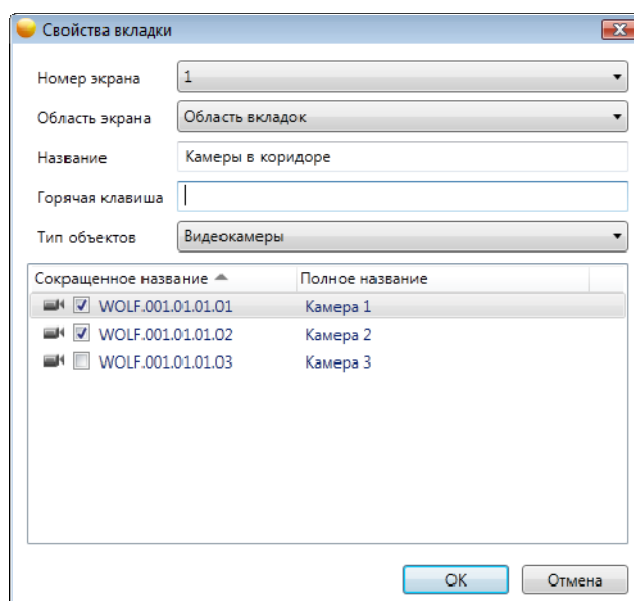 Свойства вкладки
Номер экрана 1
Область экрана Область вкладок
Название Камеры в коридоре
Горячая клавиша
Тип объектов Видеокамеры
Сокращенное название Полное название
WOLF.001.01.01.01 Камера 1
WOLF.001.01.01.02 Камера 2
WOLF.001.01.01.03 Камера 3
OK Отмена